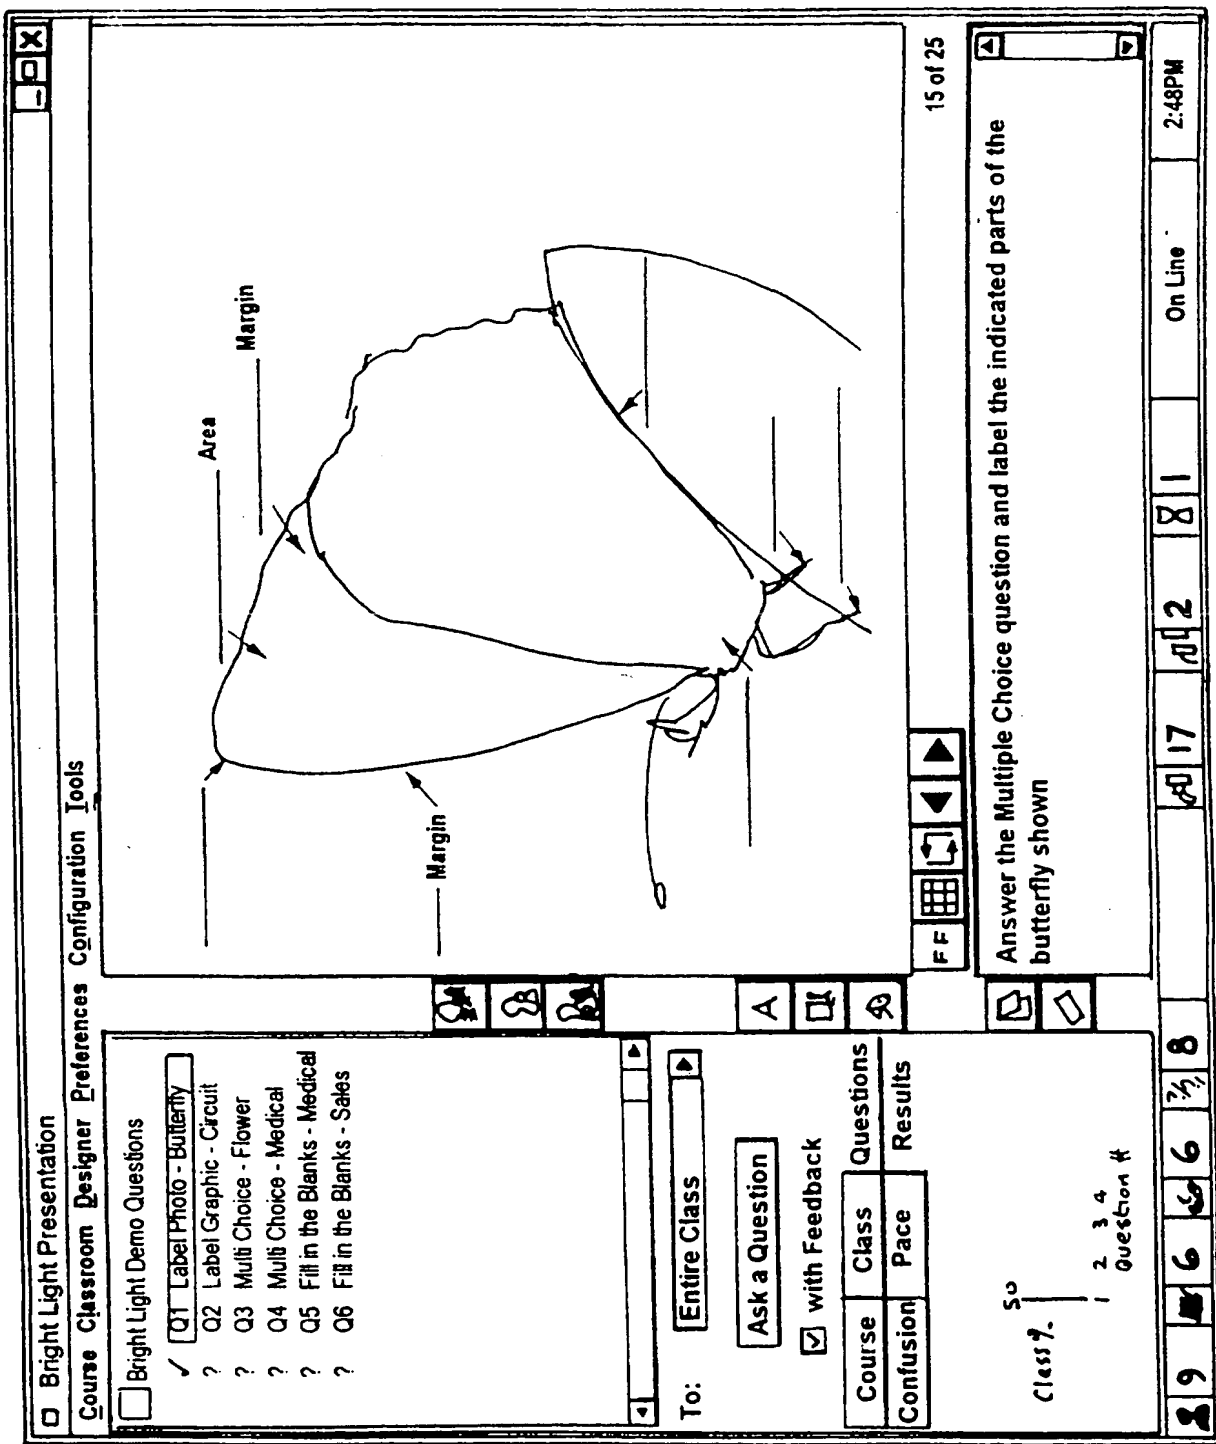 Bright Light Presentation
Course Classroom Designer Preferences Configuration Tools
Bright Light Demo Questions
✓ Q1 Label Photo - Butterfly
? Q2 Label Graphic - Circuit
? Q3 Multi Choice - Flower
? Q4 Multi Choice - Medical
? Q5 Fill in the Blanks - Medical
? Q6 Fill in the Blanks - Sales
To: Entire Class
Ask a Question
with Feedback
Course Class Questions
Confusion Pace Results
Class %
50
1 2 3 4
Question #
Area
Margin
Margin
A
FF
15 of 25
Answer the Multiple Choice question and label the indicated parts of the
butterfly shown
9 6 6 8 17 2 1 On Line 2:48PM